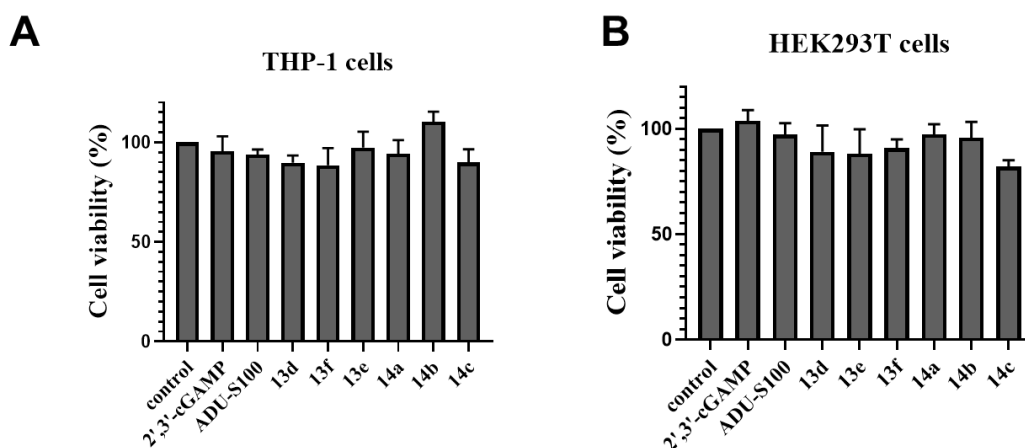 A
THP-1 cells
Cell viability (%)
100
50
0
control
2',3'-cGAMP
ADU-S100
13d
13f
13e
14a
14b
14c
B
HEK293T cells
Cell viability (%)
100
50
0
control
2',3'-cGAMP
ADU-S100
13d
13e
13f
14a
14b
14c